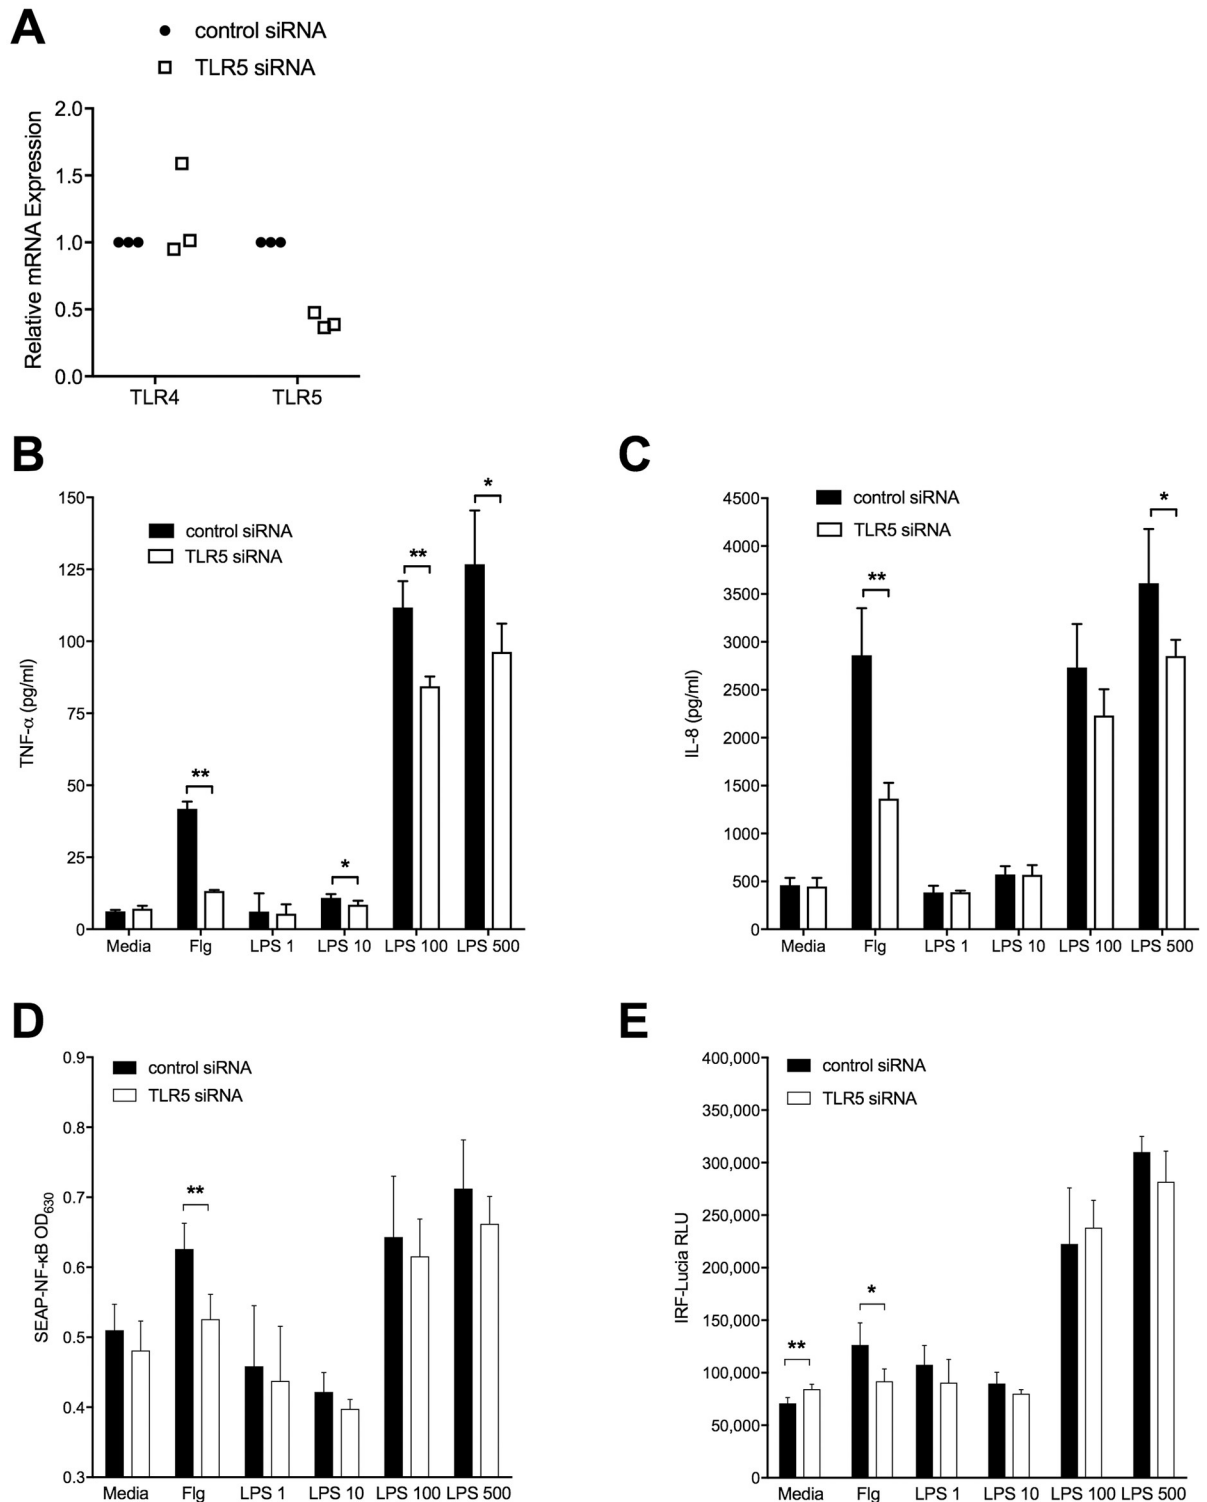 A
control siRNA
TLR5 siRNA
Relative mRNA Expression
2.0
1.5
1.0
0.5
0.0
TLR4 TLR5
B
control siRNA
TLR5 siRNA
TNF-α (pg/ml)
150
125
100
75
50
25
0
**
*
**
*
Media Flg LPS 1 LPS 10 LPS 100 LPS 500
C
control siRNA
TLR5 siRNA
IL-8 (pg/ml)
4500
4000
3500
3000
2500
2000
1500
1000
500
0
**
*
Media Flg LPS 1 LPS 10 LPS 100 LPS 500
D
control siRNA
TLR5 siRNA
SEAP-NF-κB OD630
0.9
0.8
0.7
0.6
0.5
0.4
0.3
**
Media Flg LPS 1 LPS 10 LPS 100 LPS 500
E
control siRNA
TLR5 siRNA
IRF-Lucia RLU
400,000
350,000
300,000
250,000
200,000
150,000
100,000
50,000
0
**
*
Media Flg LPS 1 LPS 10 LPS 100 LPS 500